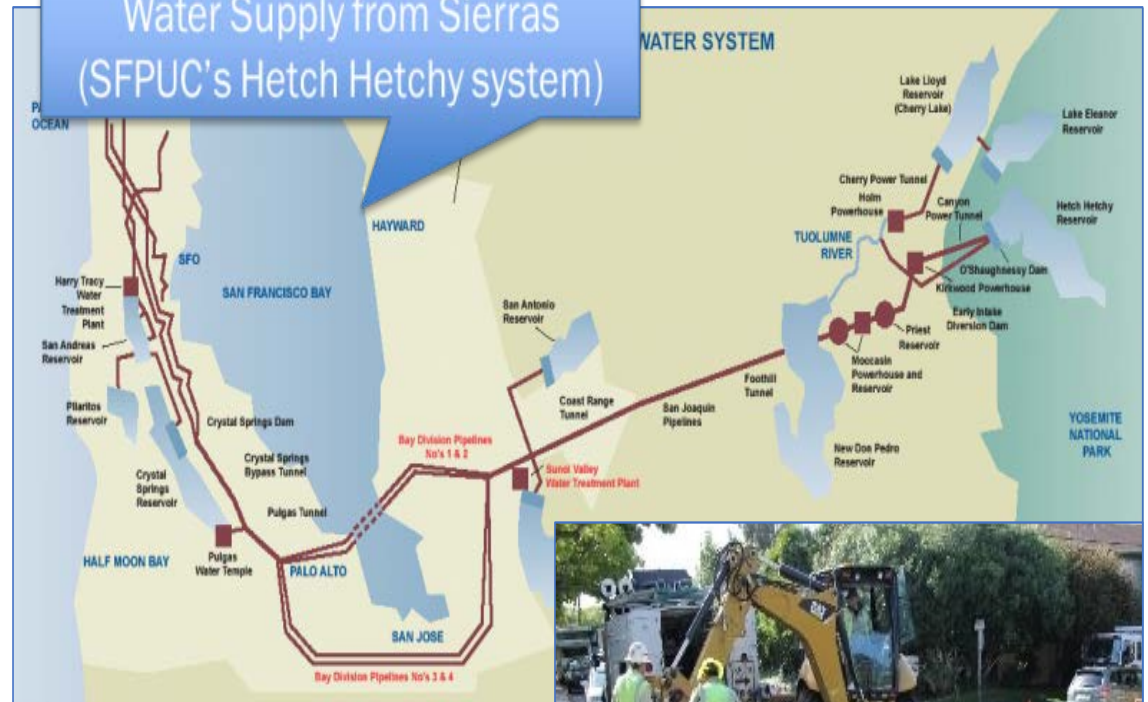 Water Supply from Sierras
(SFPUC's Hetch Hetchy system)
WATER SYSTEM
OCEAN
Lake Lloyd
Reservoir
(Cherry Lake)
Lake Eleanor
Reservoir
Cherry Power Tunnel
Holm
Powerhouse
Canyon
Power Tunnel
Hetch Hetchy
Reservoir
HAYWARD
TUOLUMNE
RIVER
O'Shaughnessy Dam
Kirkwood Powerhouse
SFO
Harry Tracy
Water
Treatment
Plant
SAN FRANCISCO BAY
San Antonio
Reservoir
Early Intake
Diversion Dam
Priest
Reservoir
San Andreas
Reservoir
Moccasin
Powerhouse and
Reservoir
Foothill
Tunnel
Coast Range
Tunnel
San Joaquin
Pipelines
Pilaritos
Reservoir
Crystal Springs Dam
YOSEMITE
NATIONAL
PARK
Bay Division Pipelines
No's 1 & 2
New Don Pedro
Reservoir
Crystal Springs
Bypass Tunnel
Crystal
Springs
Reservoir
Sunol Valley
Water Treatment Plant
Pulgas Tunnel
HALF MOON BAY
Pulgas
Water Temple
PALO ALTO
SAN JOSE
Bay Division Pipelines No's 3 & 4
CAT